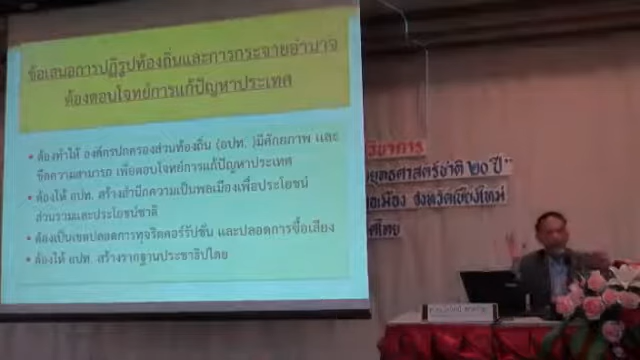 ข้อเสนอการปฏิรูปท้องถิ่นและการกระจายอำนาจ
ต้องตอบโจทย์การแก้ปัญหาประเทศ
• ต้องทำให้ องค์กรปกครองส่วนท้องถิ่น (อปท. )มีศักยภาพ และ
ขีดความสามารถ เพื่อตอบโจทย์การแก้ปัญหาประเทศ
• ต้องให้ อปท. สร้างสำนึกความเป็นพลเมืองเพื่อประโยชน์
ส่วนรวมและประโยชน์ชาติ
• ต้องเป็นเขตปลอดการทุจริตคอร์รัปชั่น และปลอดการซื้อเสียง
• ต้องให้ อปท. สร้างรากฐานประชาธิปไตย
วิชาการ
ยุทธศาสตร์ชาติ ๒๐ ปี"
เมือง จังหวัดเชียงใหม่